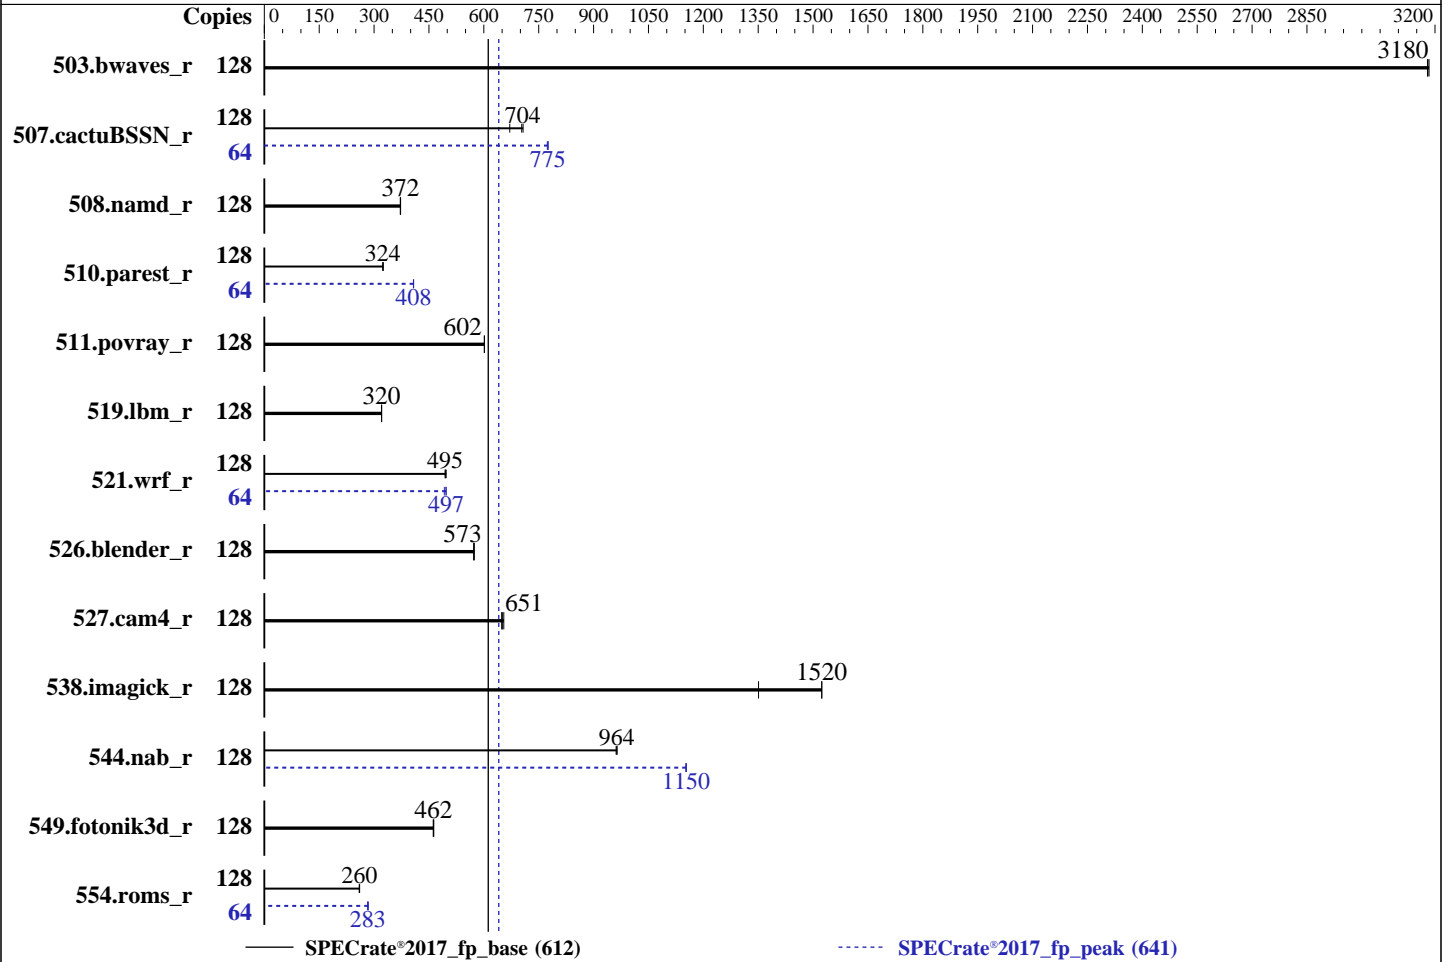 Copies 0 150 300 450 600 750 900 1050 1200 1350 1500 1650 1800 1950 2100 2250 2400 2550 2700 2850 3200
503.bwaves_r 128 3180
507.cactuBSSN_r 128 704
64 775
508.namd_r 128 372
510.parest_r 128 324
64 408
511.povray_r 128 602
519.lbm_r 128 320
521.wrf_r 128 495
64 497
526.blender_r 128 573
527.cam4_r 128 651
538.imagick_r 128 1520
544.nab_r 128 964
1150
549.fotonik3d_r 128 462
554.roms_r 128 260
64 283
SPECrate®2017_fp_base (612) SPECrate®2017_fp_peak (641)